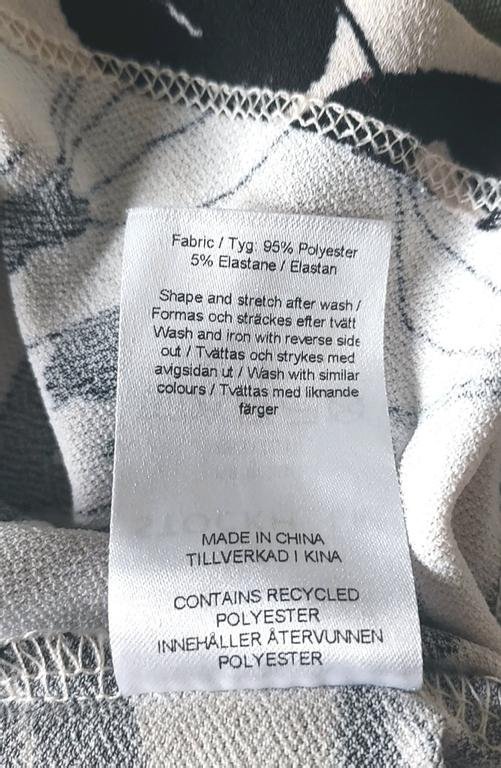 Fabric / Tyg: 95% Polyester
5% Elastane / Elastan
Shape and stretch after wash /
Formas och sträckes efter tvätt
Wash and iron with reverse side
out / Tvättas och strykes med
avigsidan ut / Wash with similar
colours / Tvättas med liknande
färger
MADE IN CHINA
TILLVERKAD I KINA
CONTAINS RECYCLED
POLYESTER
INNEHÅLLER ÅTERVUNNEN
POLYESTER